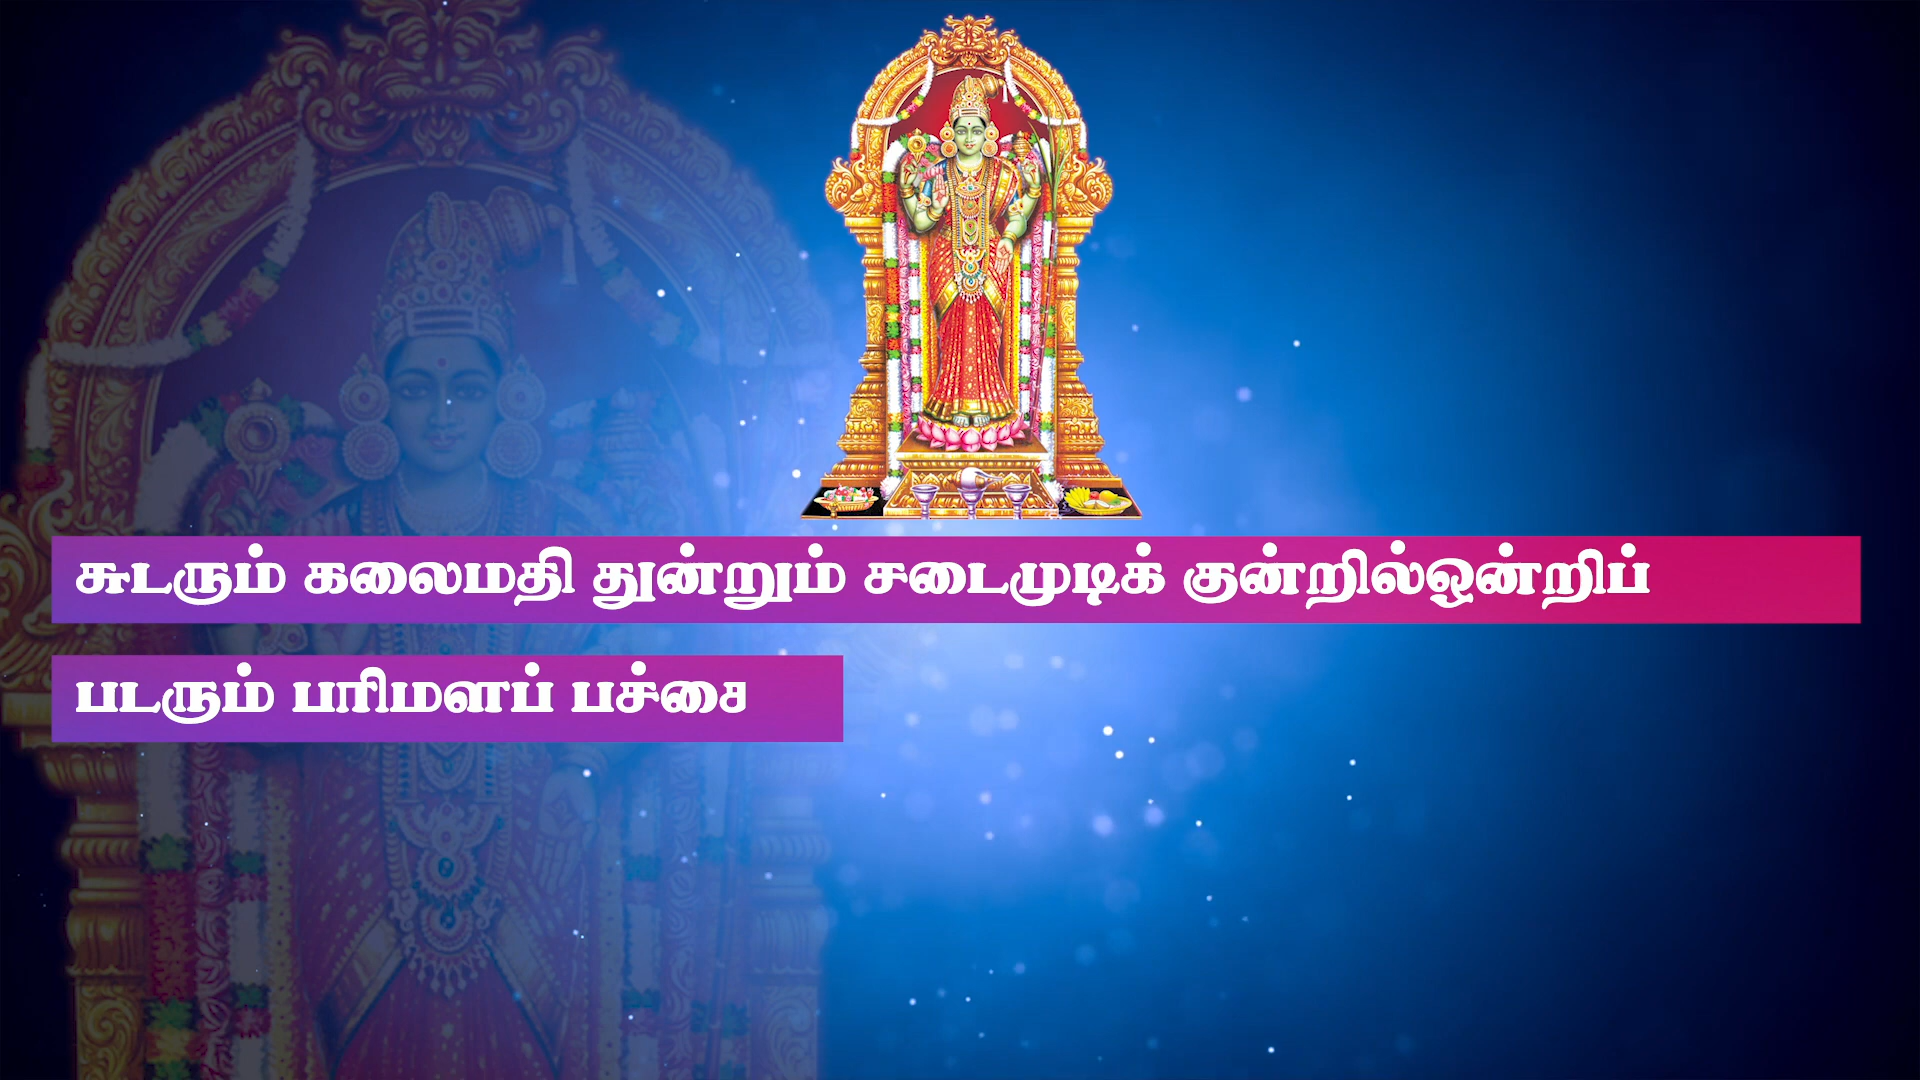 சுடரும் கலைமதி துன்றும் சடைமுடிக் குன்றில்ஒன்றிப்
படரும் பரிமளப் பச்சை